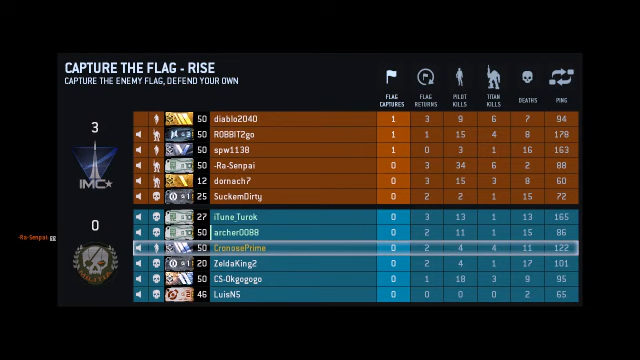 CAPTURE THE FLAG - RISE
CAPTURE THE ENEMY FLAG, DEFEND YOUR OWN
FLAG CAPTURES FLAG RETURNS PILOT KILLS TITAN KILLS DEATHS PING
3
IMC
50 diablo2040 1 3 9 6 7 94
50 R0BBIT2go 1 1 15 4 8 178
50 spw1138 1 0 3 1 16 163
50 -Ra-Senpai 0 3 34 6 2 88
12 dornach7 0 3 15 3 8 60
25 SuckemDirty 0 2 2 1 15 72
0
MILITIA
27 iTune Turok 0 3 13 1 13 165
50 archer0088 0 2 11 1 15 86
50 CronosePrime 0 2 4 4 11 122
20 ZeldaKing2 0 2 4 1 17 101
50 CS-Okgogogo 0 1 18 3 9 95
46 LuisN5 0 0 0 0 2 65
-Ra-Senpai